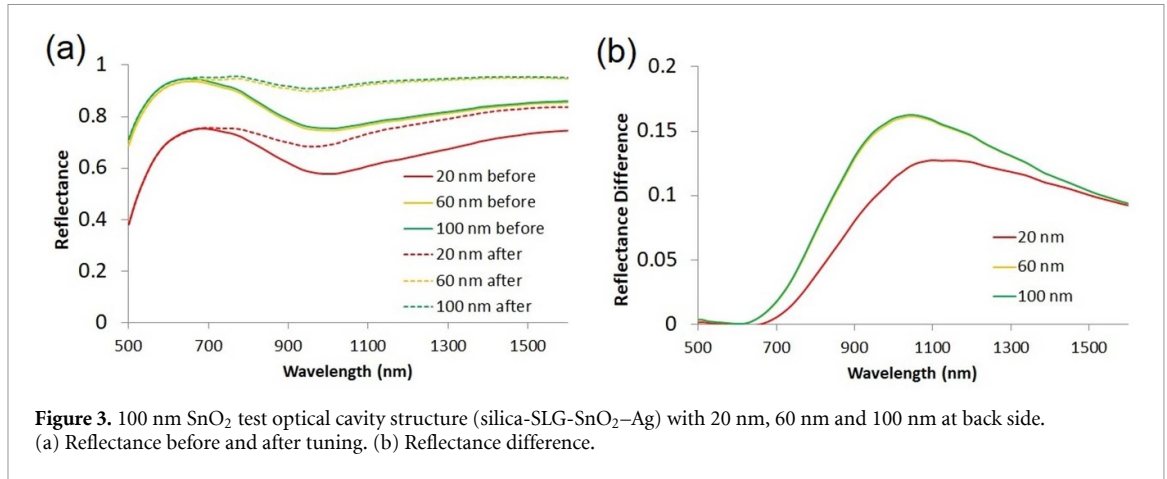 (a)
1
0.8
0.6
0.4
0.2
0
Reflectance
500 700 900 1100 1300 1500
Wavelength (nm)
20 nm before
60 nm before
100 nm before
20 nm after
60 nm after
100 nm after
(b)
0.2
0.15
0.1
0.05
0
Reflectance Difference
500 700 900 1100 1300 1500
Wavelength (nm)
20 nm
60 nm
100 nm
Figure 3. 100 nm SnO₂ test optical cavity structure (silica-SLG-SnO₂–Ag) with 20 nm, 60 nm and 100 nm at back side.
(a) Reflectance before and after tuning. (b) Reflectance difference.